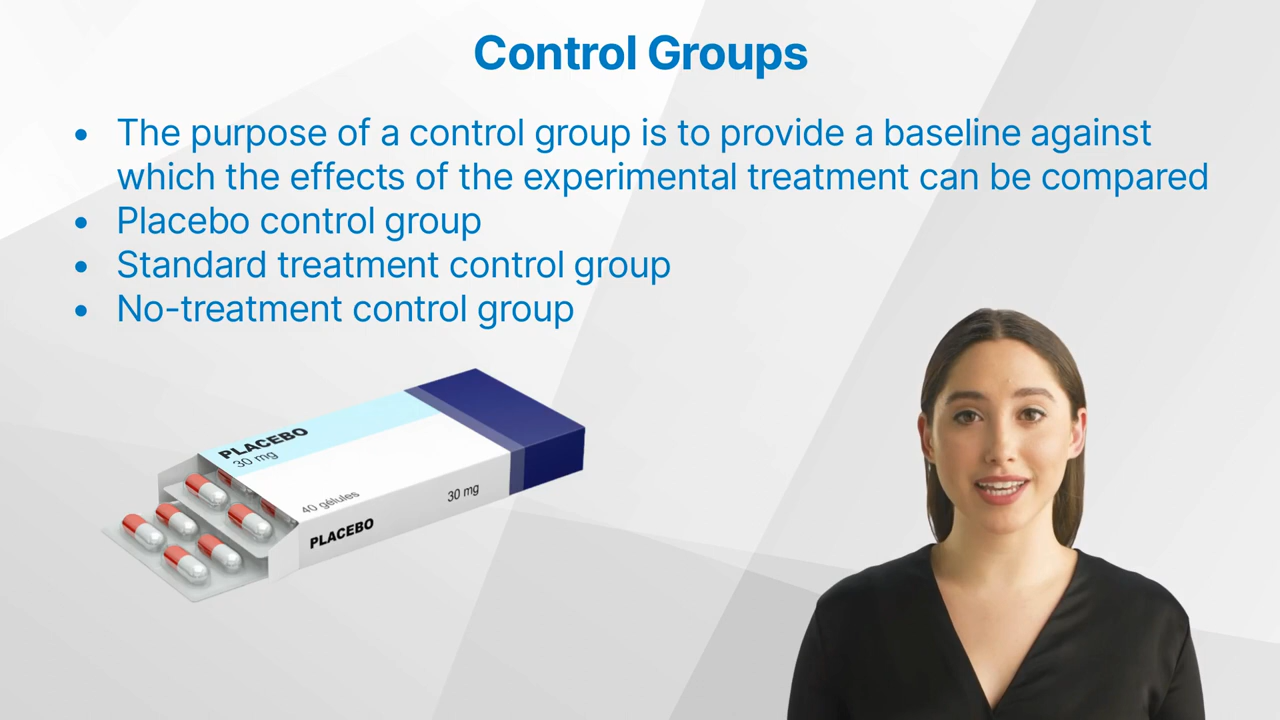 Control Groups
• The purpose of a control group is to provide a baseline against
which the effects of the experimental treatment can be compared
• Placebo control group
• Standard treatment control group
• No-treatment control group
PLACEBO
30 mg
40 gélules
30 mg
PLACEBO